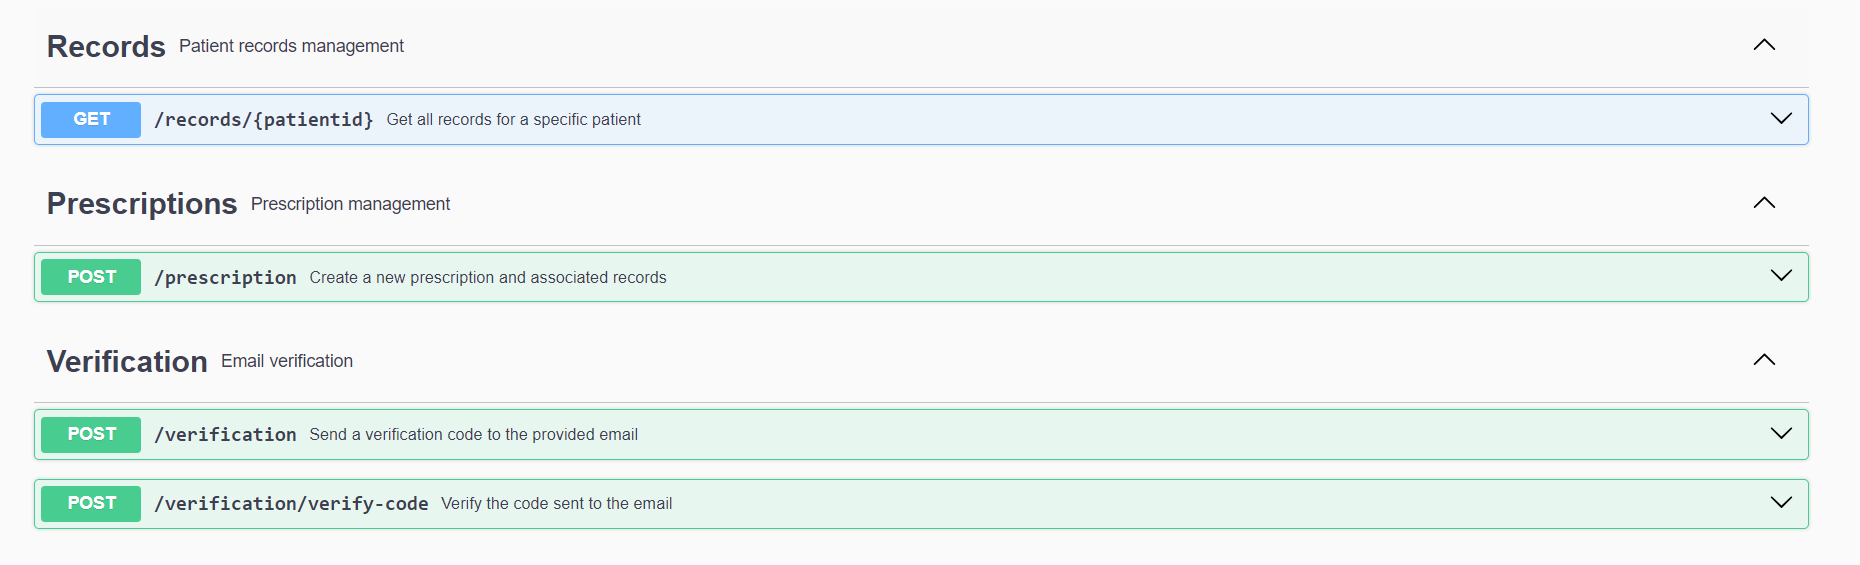 Records Patient records management
GET /records/{patientid} Get all records for a specific patient
Prescriptions Prescription management
POST /prescription Create a new prescription and associated records
Verification Email verification
POST /verification Send a verification code to the provided email
POST /verification/verify-code Verify the code sent to the email